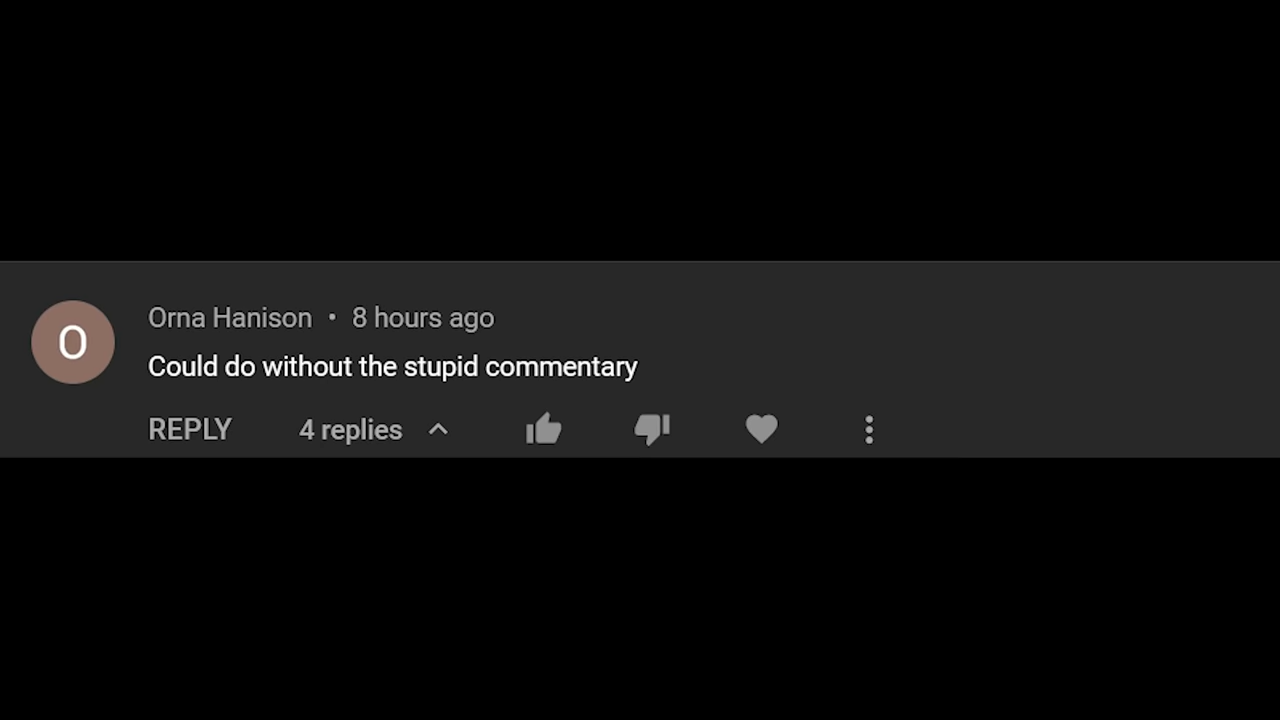 O
Orna Hanison • 8 hours ago
Could do without the stupid commentary
REPLY 4 replies